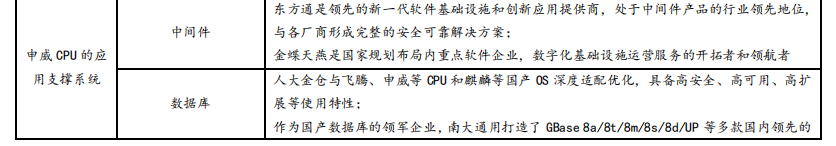 东方通是领先的新一代软件基础设施和创新应用提供商，处于中间件产品的行业领先地位，
中间件
与各厂商形成完整的安全可靠解决方案；
金蝶天燕是国家规划布局内重点软件企业，数字化基础设施运营服务的开拓者和领航者
申威 CPU 的应
用支撑系统
人大金仓与飞腾、申威等 CPU 和麒麟等国产 OS 深度适配优化，具备高安全、高可用、高扩
数据库
展等使用特性；
作为国产数据库的领军企业，南大通用打造了 GBase 8a/8t/8m/8s/8d/UP 等多款国内领先的